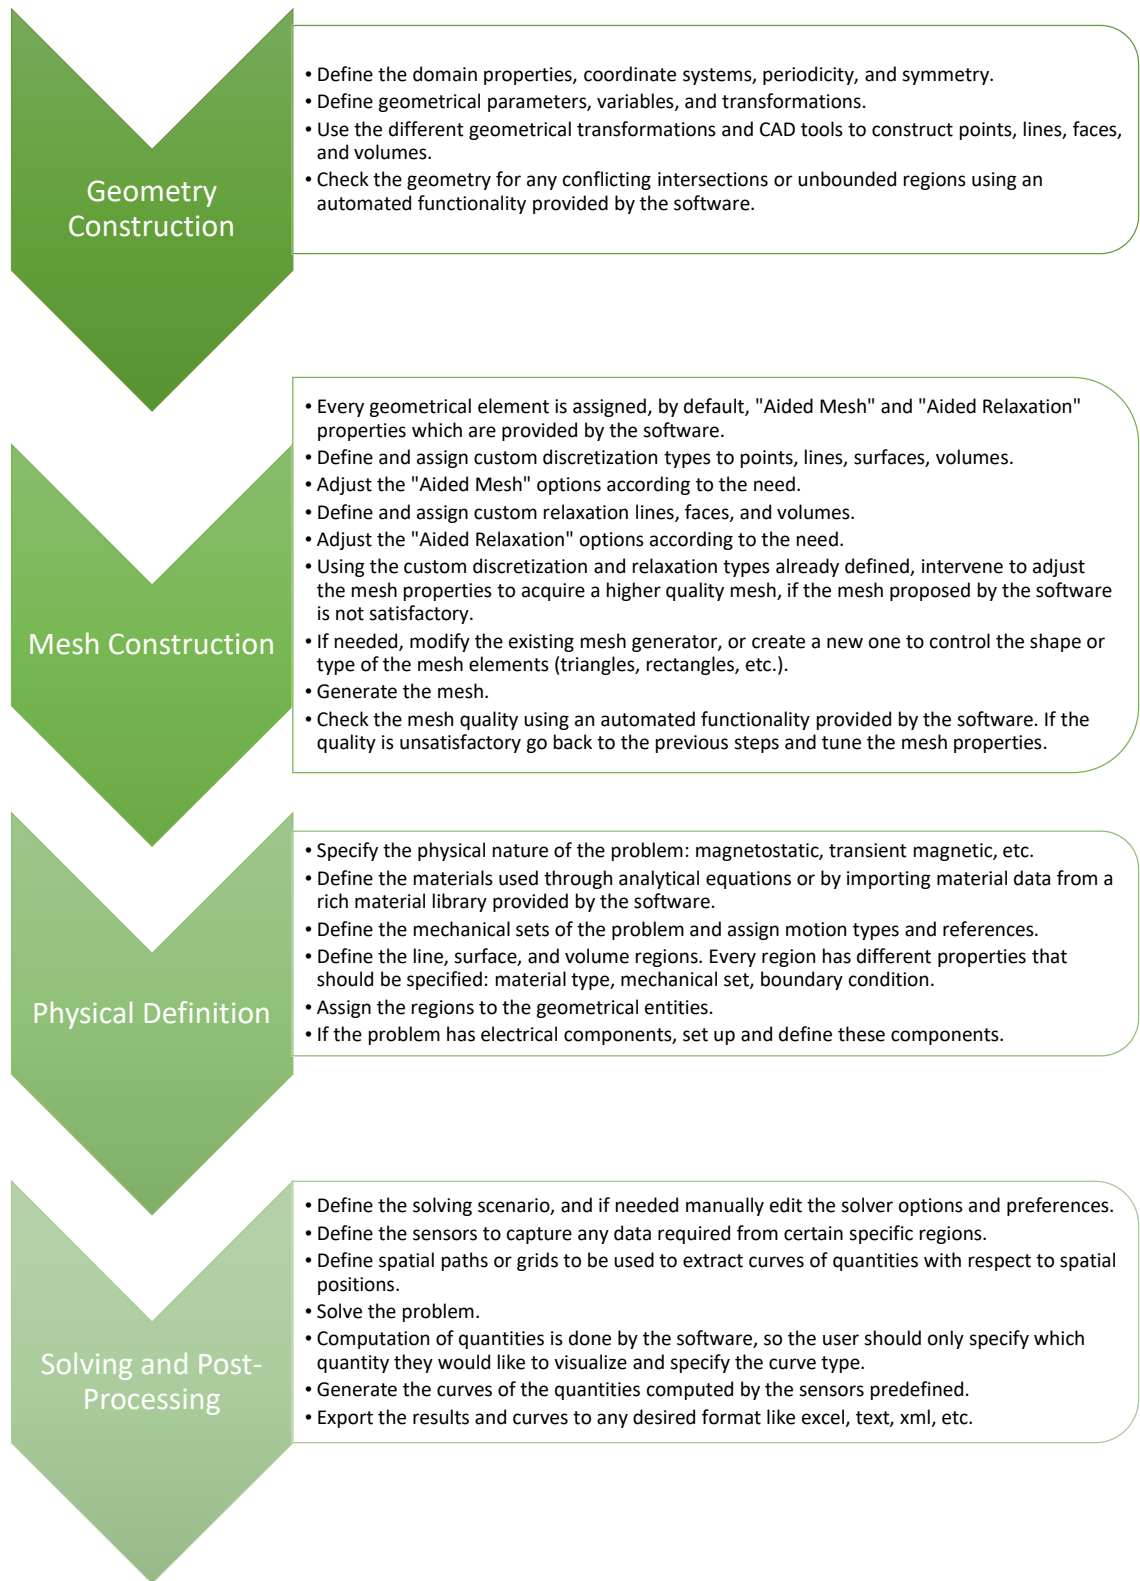 Geometry
Construction
• Define the domain properties, coordinate systems, periodicity, and symmetry.
• Define geometrical parameters, variables, and transformations.
• Use the different geometrical transformations and CAD tools to construct points, lines, faces,
and volumes.
• Check the geometry for any conflicting intersections or unbounded regions using an
automated functionality provided by the software.
Mesh Construction
• Every geometrical element is assigned, by default, "Aided Mesh" and "Aided Relaxation"
properties which are provided by the software.
• Define and assign custom discretization types to points, lines, surfaces, volumes.
• Adjust the "Aided Mesh" options according to the need.
• Define and assign custom relaxation lines, faces, and volumes.
• Adjust the "Aided Relaxation" options according to the need.
• Using the custom discretization and relaxation types already defined, intervene to adjust
the mesh properties to acquire a higher quality mesh, if the mesh proposed by the software
is not satisfactory.
• If needed, modify the existing mesh generator, or create a new one to control the shape or
type of the mesh elements (triangles, rectangles, etc.).
• Generate the mesh.
• Check the mesh quality using an automated functionality provided by the software. If the
quality is unsatisfactory go back to the previous steps and tune the mesh properties.
Physical Definition
• Specify the physical nature of the problem: magnetostatic, transient magnetic, etc.
• Define the materials used through analytical equations or by importing material data from a
rich material library provided by the software.
• Define the mechanical sets of the problem and assign motion types and references.
• Define the line, surface, and volume regions. Every region has different properties that
should be specified: material type, mechanical set, boundary condition.
• Assign the regions to the geometrical entities.
• If the problem has electrical components, set up and define these components.
Solving and Post-
Processing
• Define the solving scenario, and if needed manually edit the solver options and preferences.
• Define the sensors to capture any data required from certain specific regions.
• Define spatial paths or grids to be used to extract curves of quantities with respect to spatial
positions.
• Solve the problem.
• Computation of quantities is done by the software, so the user should only specify which
quantity they would like to visualize and specify the curve type.
• Generate the curves of the quantities computed by the sensors predefined.
• Export the results and curves to any desired format like excel, text, xml, etc.